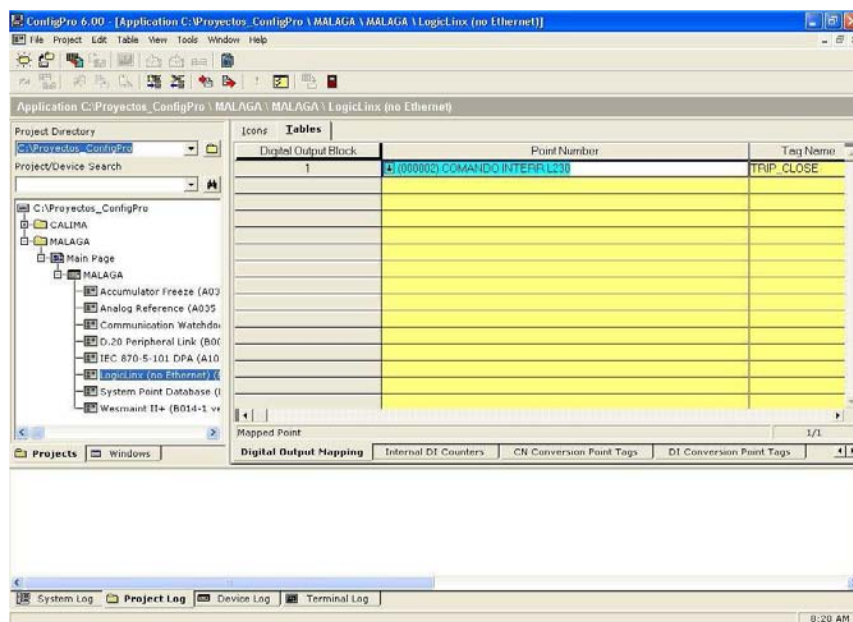 ConfigPro 6.00 - [Application C:\Proyectos_ConfigPro \ MALAGA \ MALAGA \ LogicLinx (no Ethernet)]
File Project Edit Table View Tools Window Help
Application C:\Proyectos_ConfigPro \ MALAGA \ MALAGA \ LogicLinx (no Ethernet)
Project Directory
C:\Proyectos_ConfigPro
Project/Device Search
C:\Proyectos_ConfigPro
CALIMA
MALAGA
Main Page
MALAGA
Accumulator Freeze (A03
Analog Reference (A035
Communication Watchdo
D.20 Peripheral Link (B00
IEC 870-5-101 DPA (A10
LogicLinx (no Ethernet) (
System Point Database (
Wesmaint II+ (B014-1 ve
Projects Windows
Icons Tables
Digital Output Block Point Number Tag Name
1 (000002) COMANDO INTERR L230 TRIP_CLOSE
Mapped Point 1/1
Digital Output Mapping Internal DI Counters CN Conversion Point Tags DI Conversion Point Tags
System Log Project Log Device Log Terminal Log
8:20 AM